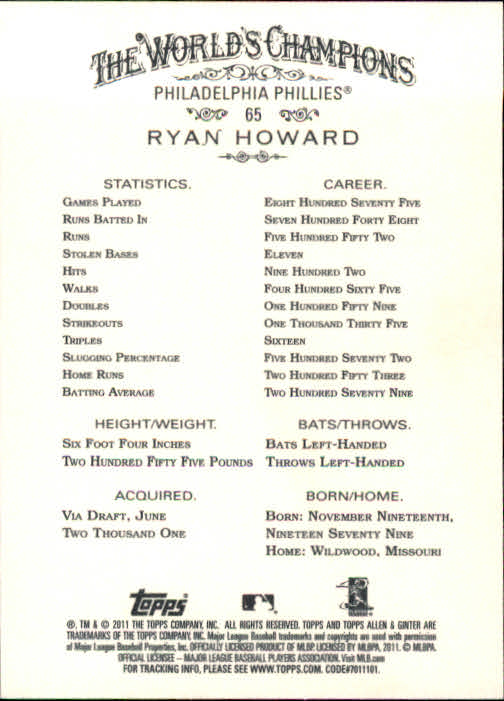 THE WORLD'S CHAMPIONS
PHILADELPHIA PHILLIES®
65
RYAN HOWARD
STATISTICS. CAREER.
GAMES PLAYED EIGHT HUNDRED SEVENTY FIVE
RUNS BATTED IN SEVEN HUNDRED FORTY EIGHT
RUNS FIVE HUNDRED FIFTY TWO
STOLEN BASES ELEVEN
HITS NINE HUNDRED TWO
WALKS FOUR HUNDRED SIXTY FIVE
DOUBLES ONE HUNDRED FIFTY NINE
STRIKEOUTS ONE THOUSAND THIRTY FIVE
TRIPLES SIXTEEN
SLUGGING PERCENTAGE FIVE HUNDRED SEVENTY TWO
HOME RUNS TWO HUNDRED FIFTY THREE
BATTING AVERAGE TWO HUNDRED SEVENTY NINE
HEIGHT/WEIGHT. BATS/THROWS.
SIX FOOT FOUR INCHES BATS LEFT-HANDED
TWO HUNDRED FIFTY FIVE POUNDS THROWS LEFT-HANDED
ACQUIRED. BORN/HOME.
VIA DRAFT, JUNE BORN: NOVEMBER NINETEENTH,
TWO THOUSAND ONE NINETEEN SEVENTY NINE
HOME: WILDWOOD, MISSOURI
Topps
®, TM & © 2011 THE TOPPS COMPANY, INC. ALL RIGHTS RESERVED. TOPPS AND TOPPS ALLEN & GINTER ARE
TRADEMARKS OF THE TOPPS COMPANY, INC. Major League Baseball trademarks and copyrights are used with permission
of Major League Baseball Properties, Inc. OFFICIALLY LICENSED PRODUCT OF MLBP. LICENSED BY MLBPA, 2011. © MLBPA.
OFFICIAL LICENSEE – MAJOR LEAGUE BASEBALL PLAYERS ASSOCIATION. Visit MLB.com
FOR TRACKING INFO, PLEASE SEE WWW.TOPPS.COM. CODE#7011101.